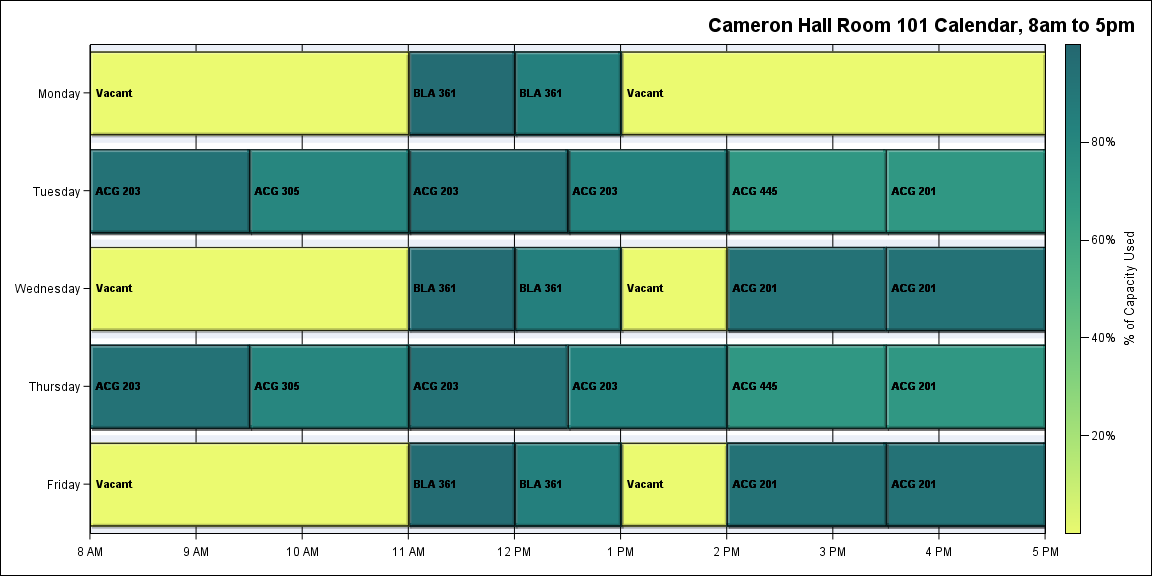 Cameron Hall Room 101 Calendar, 8am to 5pm
Monday
Vacant
BLA 361
BLA 361
Vacant
Tuesday
ACG 203
ACG 305
ACG 203
ACG 203
ACG 445
ACG 201
Wednesday
Vacant
BLA 361
BLA 361
Vacant
ACG 201
ACG 201
Thursday
ACG 203
ACG 305
ACG 203
ACG 203
ACG 445
ACG 201
Friday
Vacant
BLA 361
BLA 361
Vacant
ACG 201
ACG 201
8 AM
9 AM
10 AM
11 AM
12 PM
1 PM
2 PM
3 PM
4 PM
5 PM
80%
60%
40%
20%
% of Capacity Used